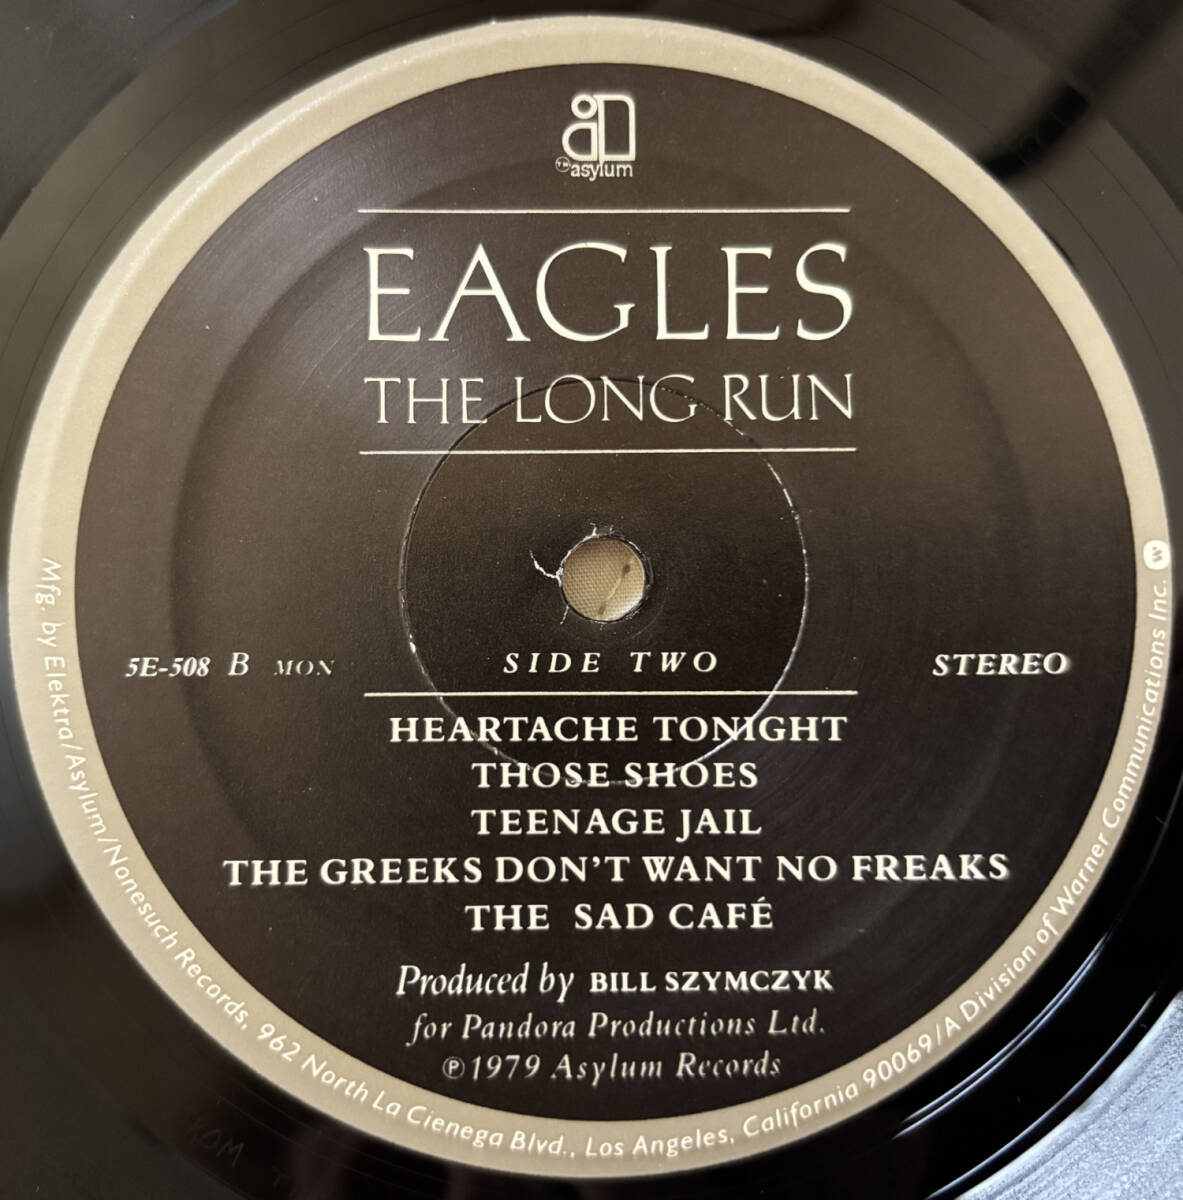 TM asylum
EAGLES
THE LONG RUN
5E-508 B MON
SIDE TWO
STEREO
HEARTACHE TONIGHT
THOSE SHOES
TEENAGE JAIL
THE GREEKS DON'T WANT NO FREAKS
THE SAD CAFÉ
Produced by BILL SZYMCZYK
for Pandora Productions Ltd.
℗1979 Asylum Records
Mfg. by Elektra/Asylum/Nonesuch Records, 962 North La Cienega Blvd., Los Angeles, California 90069/A Division of Warner Communications Inc. W